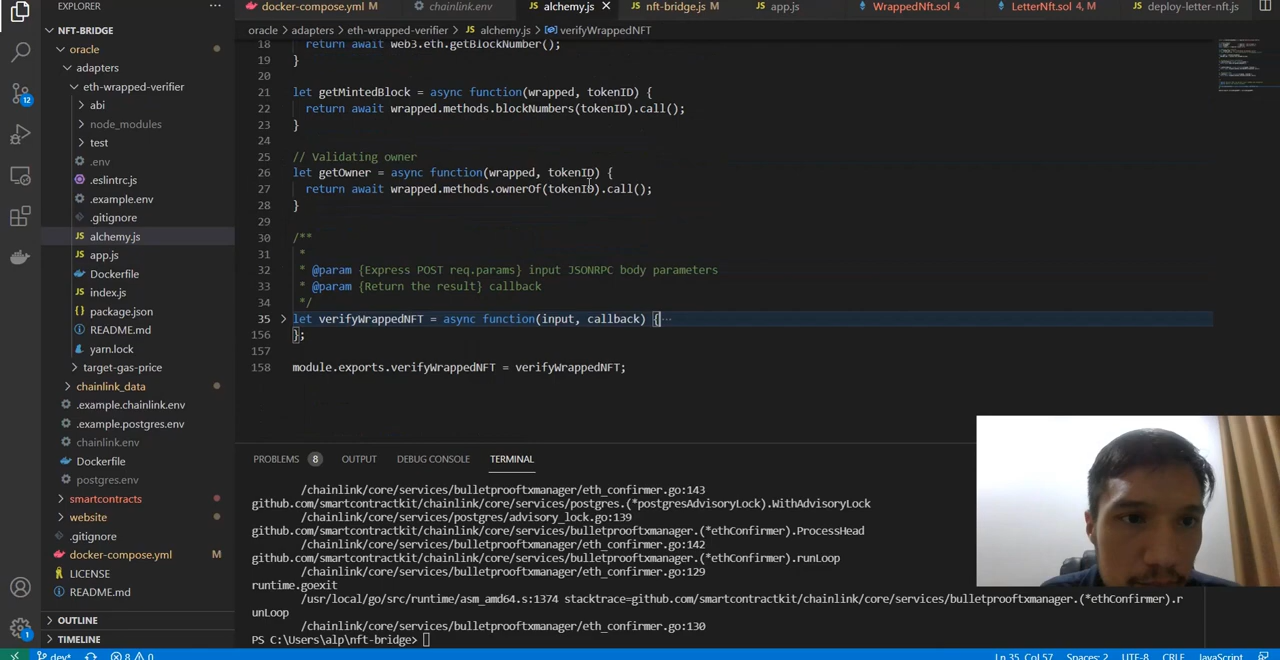 EXPLORER ···
docker-compose.yml M
chainlink.env
alchemy.js
nft-bridge.js M
app.js
WrappedNft.sol 4
LetterNft.sol 4, M
deploy-letter-nft.js
NFT-BRIDGE
oracle
adapters
eth-wrapped-verifier
abi
node_modules
test
.env
.eslintrc.js
.example.env
.gitignore
alchemy.js
app.js
Dockerfile
index.js
package.json
README.md
yarn.lock
target-gas-price
chainlink_data
.example.chainlink.env
.example.postgres.env
chainlink.env
Dockerfile
postgres.env
smartcontracts
website
.gitignore
docker-compose.yml M
LICENSE
README.md
OUTLINE
TIMELINE
12
1
oracle > adapters > eth-wrapped-verifier > alchemy.js > verifyWrappedNFT
18 return await web3.eth.getBlockNumber();
19 }
20
21 let getMintedBlock = async function(wrapped, tokenID) {
22 return await wrapped.methods.blockNumbers(tokenID).call();
23 }
24
25 // Validating owner
26 let getOwner = async function(wrapped, tokenID) {
27 return await wrapped.methods.ownerOf(tokenID).call();
28 }
29
30 /**
31 *
32 * @param {Express POST req.params} input JSONRPC body parameters
33 * @param {Return the result} callback
34 */
35 let verifyWrappedNFT = async function(input, callback) {···
156 };
157
158 module.exports.verifyWrappedNFT = verifyWrappedNFT;
PROBLEMS 8 OUTPUT DEBUG CONSOLE TERMINAL
/chainlink/core/services/bulletprooftxmanager/eth_confirmer.go:143
github.com/smartcontractkit/chainlink/core/services/postgres.(*postgresAdvisoryLock).WithAdvisoryLock
/chainlink/core/services/postgres/advisory_lock.go:139
github.com/smartcontractkit/chainlink/core/services/bulletprooftxmanager.(*ethConfirmer).ProcessHead
/chainlink/core/services/bulletprooftxmanager/eth_confirmer.go:142
github.com/smartcontractkit/chainlink/core/services/bulletprooftxmanager.(*ethConfirmer).runLoop
/chainlink/core/services/bulletprooftxmanager/eth_confirmer.go:129
runtime.goexit
/usr/local/go/src/runtime/asm_amd64.s:1374 stacktrace=github.com/smartcontractkit/chainlink/core/services/bulletprooftxmanager.(*ethConfirmer).r
unLoop
/chainlink/core/services/bulletprooftxmanager/eth_confirmer.go:130
PS C:\Users\alp\nft-bridge>
dev* 8 0 Ln 35, Col 57 Spaces: 2 UTF-8 CRLF JavaScript